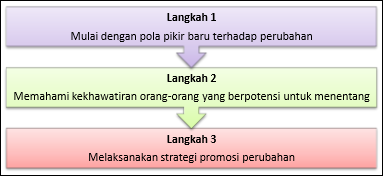 Langkah 1
Mulai dengan pola pikir baru terhadap perubahan
Langkah 2
Memahami kekhawatiran orang-orang yang berpotensi untuk menentang
Langkah 3
Melaksanakan strategi promosi perubahan